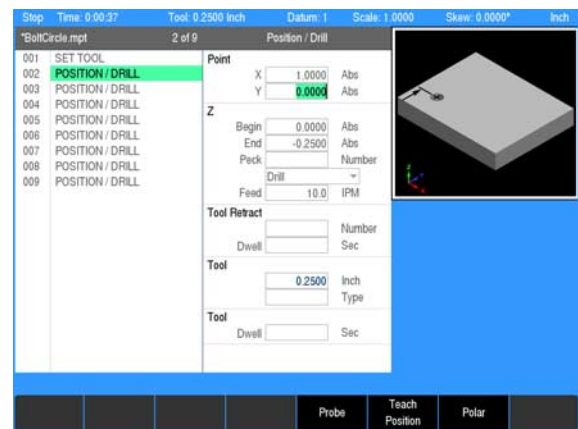 Stop Time: 0:00:37 Tool: 0.2500 Inch Datum: 1 Scale: 1.0000 Skew: 0.0000° Inch
*BoltCircle.mpt 2 of 9 Position / Drill
001 SET TOOL
002 POSITION / DRILL
003 POSITION / DRILL
004 POSITION / DRILL
005 POSITION / DRILL
006 POSITION / DRILL
007 POSITION / DRILL
008 POSITION / DRILL
009 POSITION / DRILL
Point
X 1.0000 Abs
Y 0.0000 Abs
Z
Begin 0.0000 Abs
End -0.2500 Abs
Peck Number
Drill
Feed 10.0 IPM
Tool Retract
Number
Dwell Sec
Tool
0.2500 Inch
Type
Tool
Dwell Sec
Probe
Teach
Position
Polar